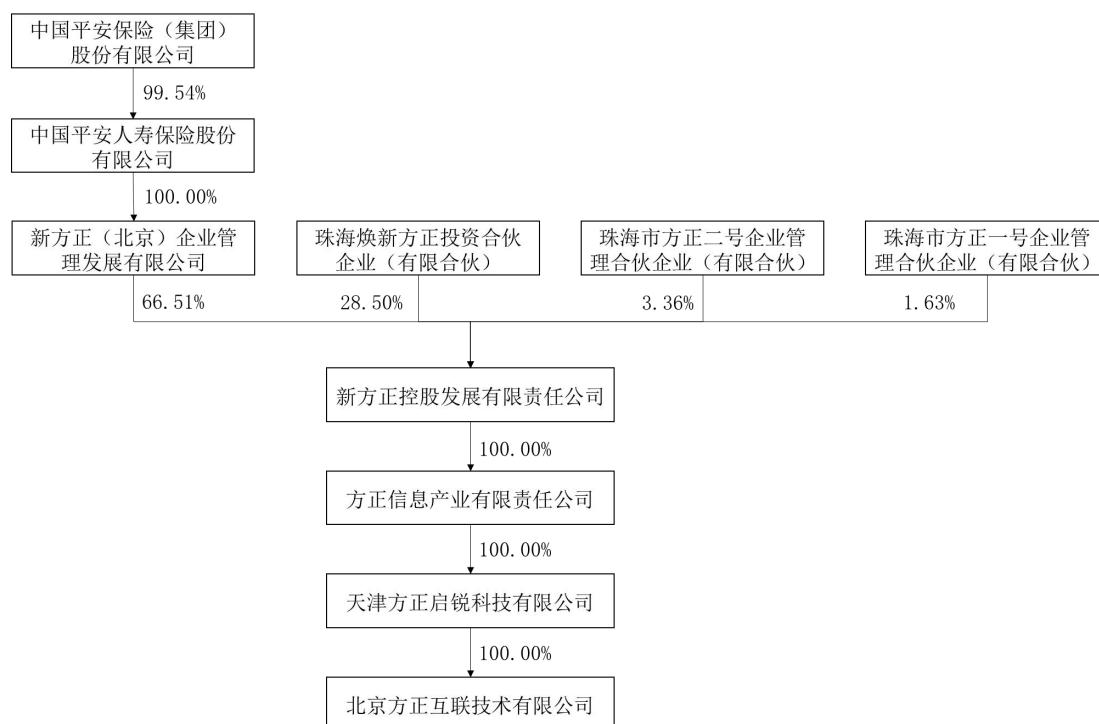 中国平安保险（集团）
股份有限公司
99.54%
中国平安人寿保险股份
有限公司
100.00%
新方正（北京）企业管
理发展有限公司
珠海焕新方正投资合伙
企业（有限合伙）
珠海市方正二号企业管
理合伙企业（有限合伙）
珠海市方正一号企业管
理合伙企业（有限合伙）
66.51%
28.50%
3.36%
1.63%
新方正控股发展有限责任公司
100.00%
方正信息产业有限责任公司
100.00%
天津方正启锐科技有限公司
100.00%
北京方正互联技术有限公司